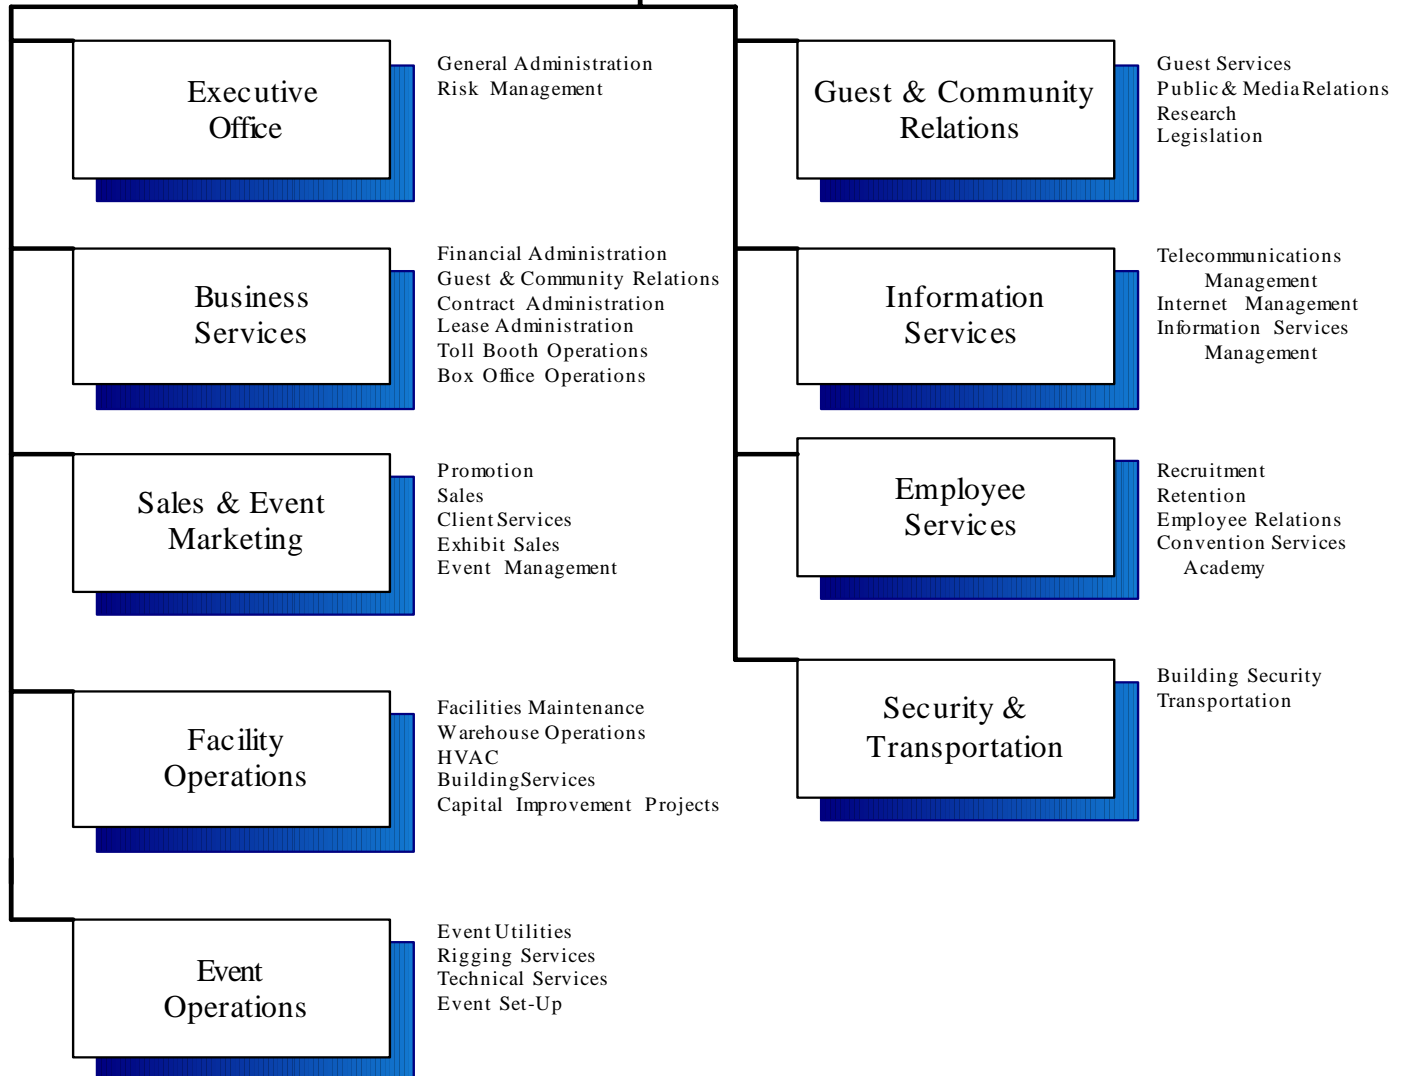 Executive
Office
General Administration
Risk Management
Business
Services
Financial Administration
Guest & Community Relations
Contract Administration
Lease Administration
Toll Booth Operations
Box Office Operations
Sales & Event
Marketing
Promotion
Sales
Client Services
Exhibit Sales
Event Management
Facility
Operations
Facilities Maintenance
Warehouse Operations
HVAC
Building Services
Capital Improvement Projects
Event
Operations
Event Utilities
Rigging Services
Technical Services
Event Set-Up
Guest & Community
Relations
Guest Services
Public & Media Relations
Research
Legislation
Information
Services
Telecommunications
Management
Internet Management
Information Services
Management
Employee
Services
Recruitment
Retention
Employee Relations
Convention Services
Academy
Security &
Transportation
Building Security
Transportation